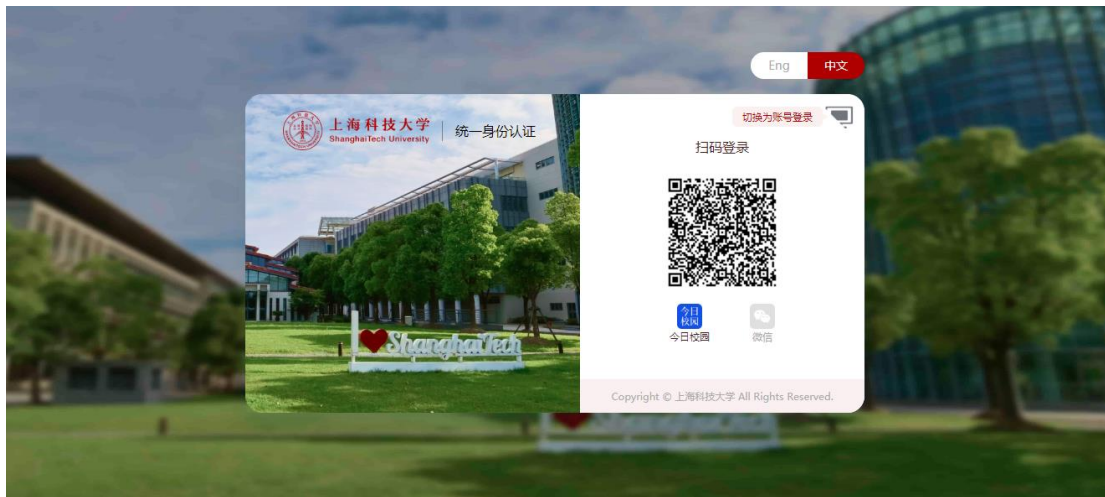 Eng 中文
上海科技大学
ShanghaiTech University
统一身份认证
切换为账号登录
扫码登录
今日
校园
今日校园 微信
ShanghaiTech
Copyright © 上海科技大学 All Rights Reserved.